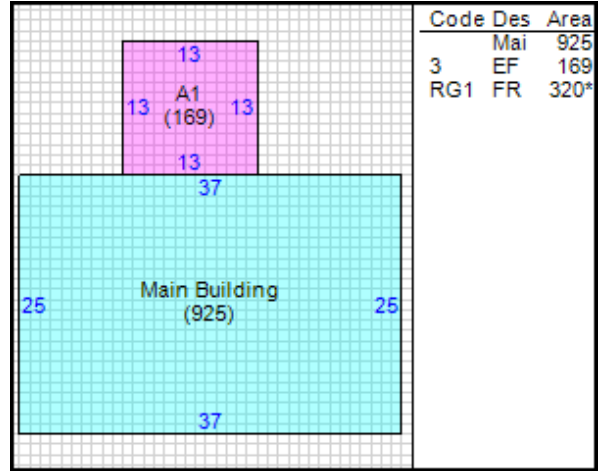 Code Des Area
Mai 925
3 EF 169
RG1 FR 320*
13
A1
13 13
(169)
13
37
Main Building
25 25
(925)
37